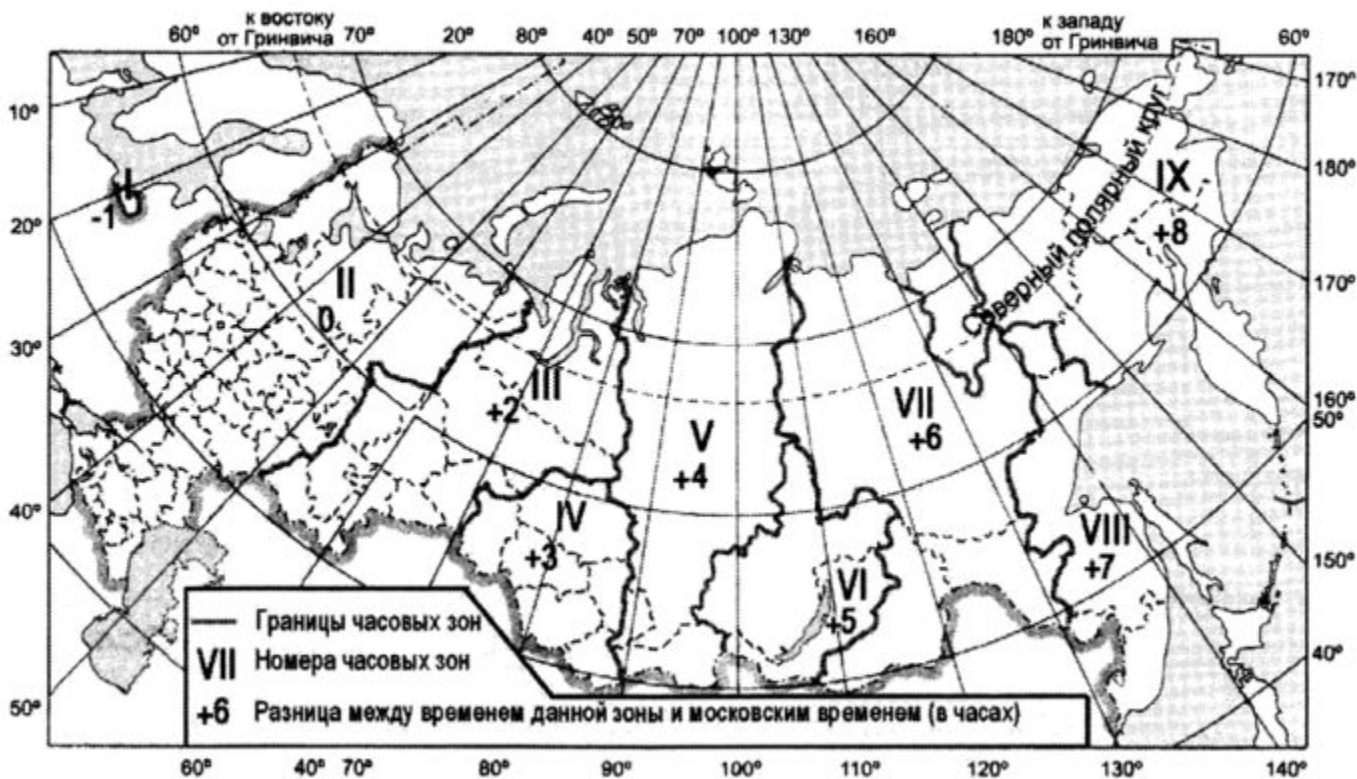 к востоку
от Гринвича
к западу
от Гринвича
60° 70° 20° 80° 40° 50° 70° 100° 130° 160° 180° 60°
10°
20°
30°
40°
50°
170°
180°
170°
160°
50°
150°
40°
Северный полярный круг
-1
II
0
III
+2
IV
+3
V
+4
VI
+5
VII
+6
VIII
+7
IX
+8
Границы часовых зон
VII Номера часовых зон
+6 Разница между временем данной зоны и московским временем (в часах)
60° 40° 70° 80° 90° 100° 110° 120° 130° 140°